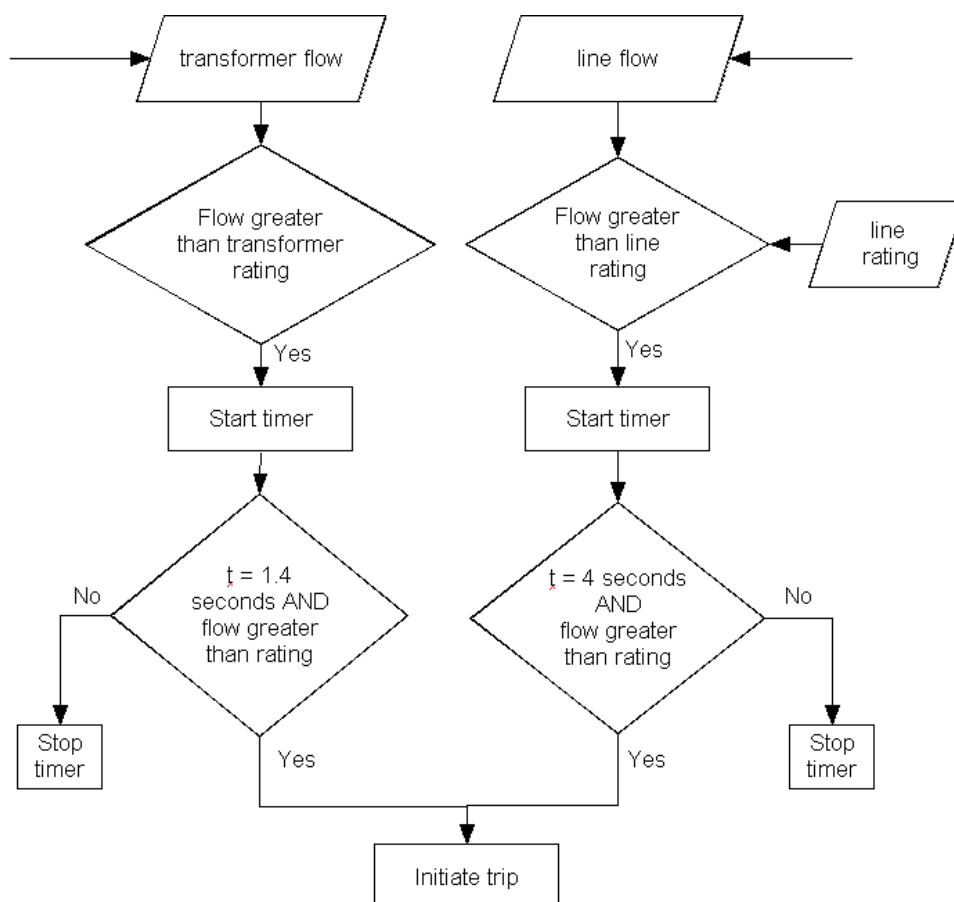 transformer flow
line flow
Flow greater
than transformer
rating
Flow greater
than line
rating
line
rating
Yes
Yes
Start timer
Start timer
t = 1.4
seconds AND
flow greater
than rating
t = 4 seconds
AND
flow greater
than rating
No
No
Stop
timer
Yes
Yes
Stop
timer
Initiate trip